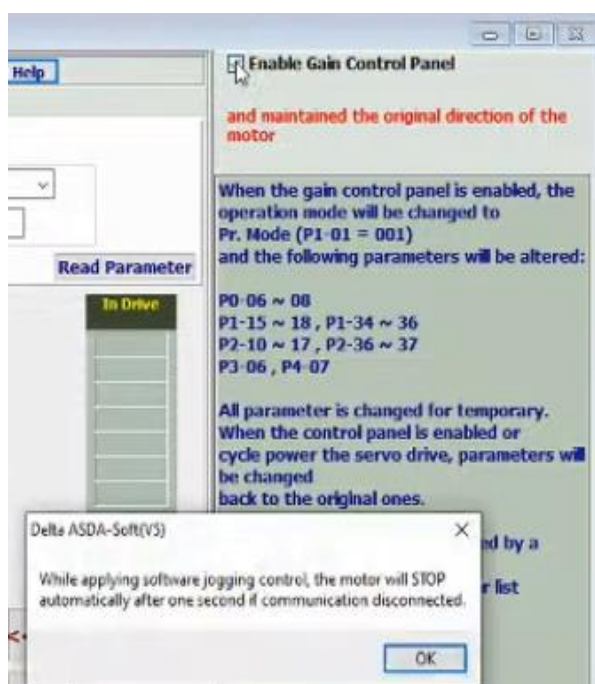 Help
Enable Gain Control Panel
and maintained the original direction of the
motor
When the gain control panel is enabled, the
operation mode will be changed to
Pr. Mode (P1-01 = 001)
and the following parameters will be altered:
Read Parameter
In Drive
P0-06 ~ 08
P1-15 ~ 18 , P1-34 ~ 36
P2-10 ~ 17 , P2-36 ~ 37
P3-06 , P4-07
All parameter is changed for temporary.
When the control panel is enabled or
cycle power the servo drive, parameters will
be changed
back to the original ones.
Delta ASDA-Soft(V5)
ed by a
While applying software jogging control, the motor will STOP
r list
automatically after one second if communication disconnected.
<<
OK